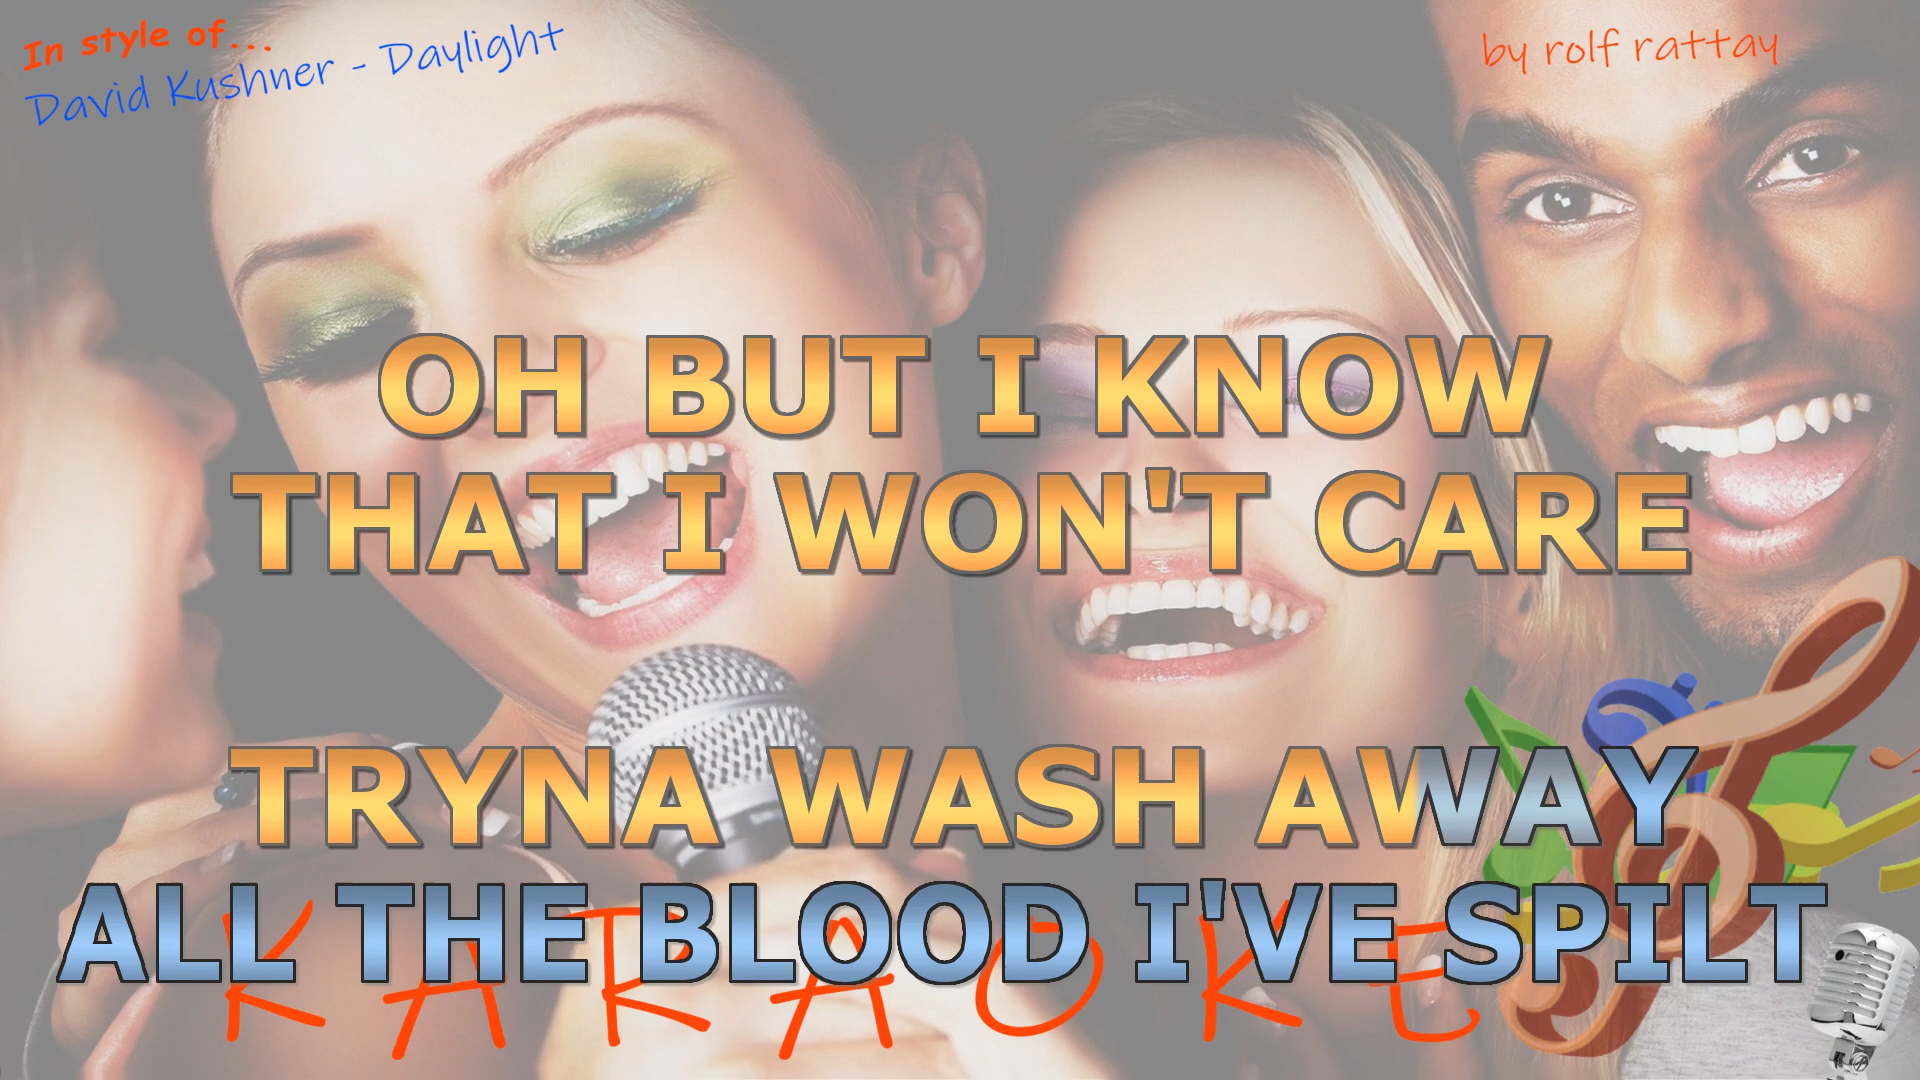 In style of...
David Kushner - Daylight
by rolf rattay
OH BUT I KNOW
THAT I WON'T CARE
TRYNA WASH AWAY
ALL THE BLOOD I'VE SPILT
KARAOKE